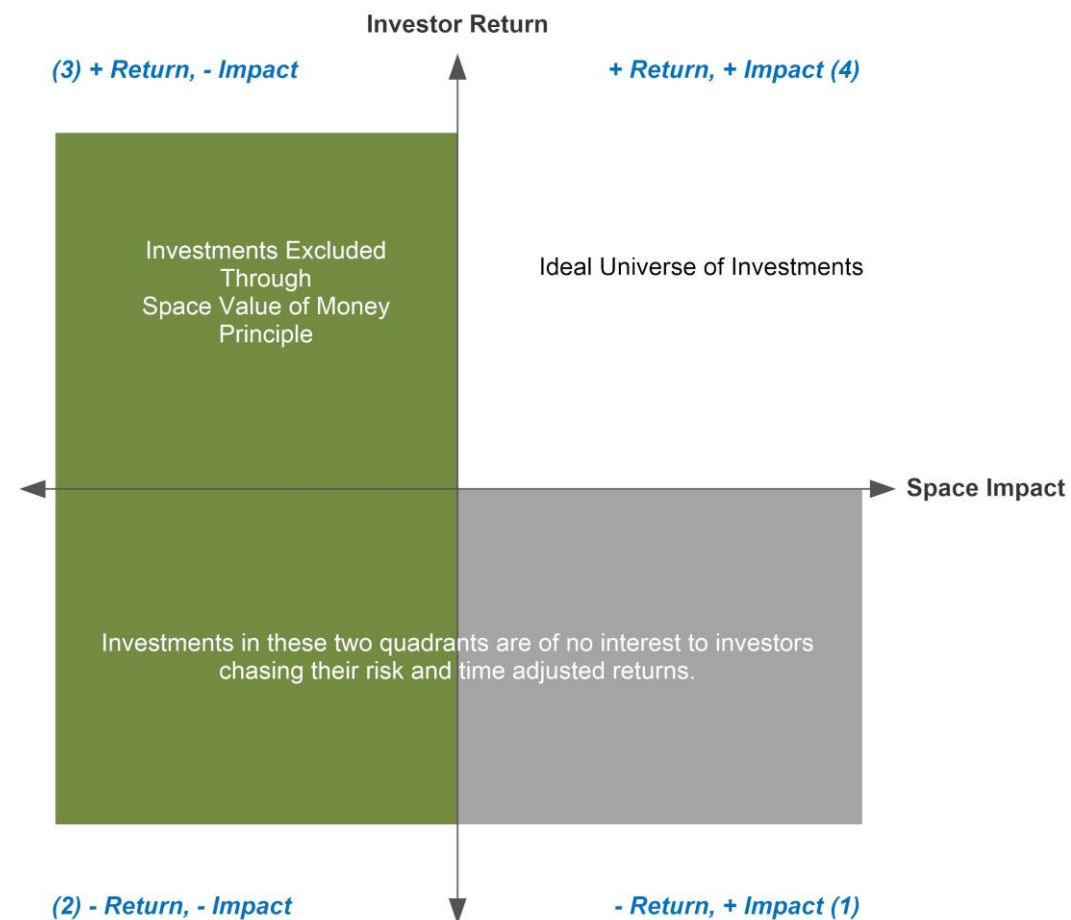 Investor Return
(3) + Return, - Impact
+ Return, + Impact (4)
Investments Excluded
Through
Space Value of Money
Principle
Ideal Universe of Investments
Space Impact
Investments in these two quadrants are of no interest to investors
chasing their risk and time adjusted returns.
(2) - Return, - Impact
- Return, + Impact (1)